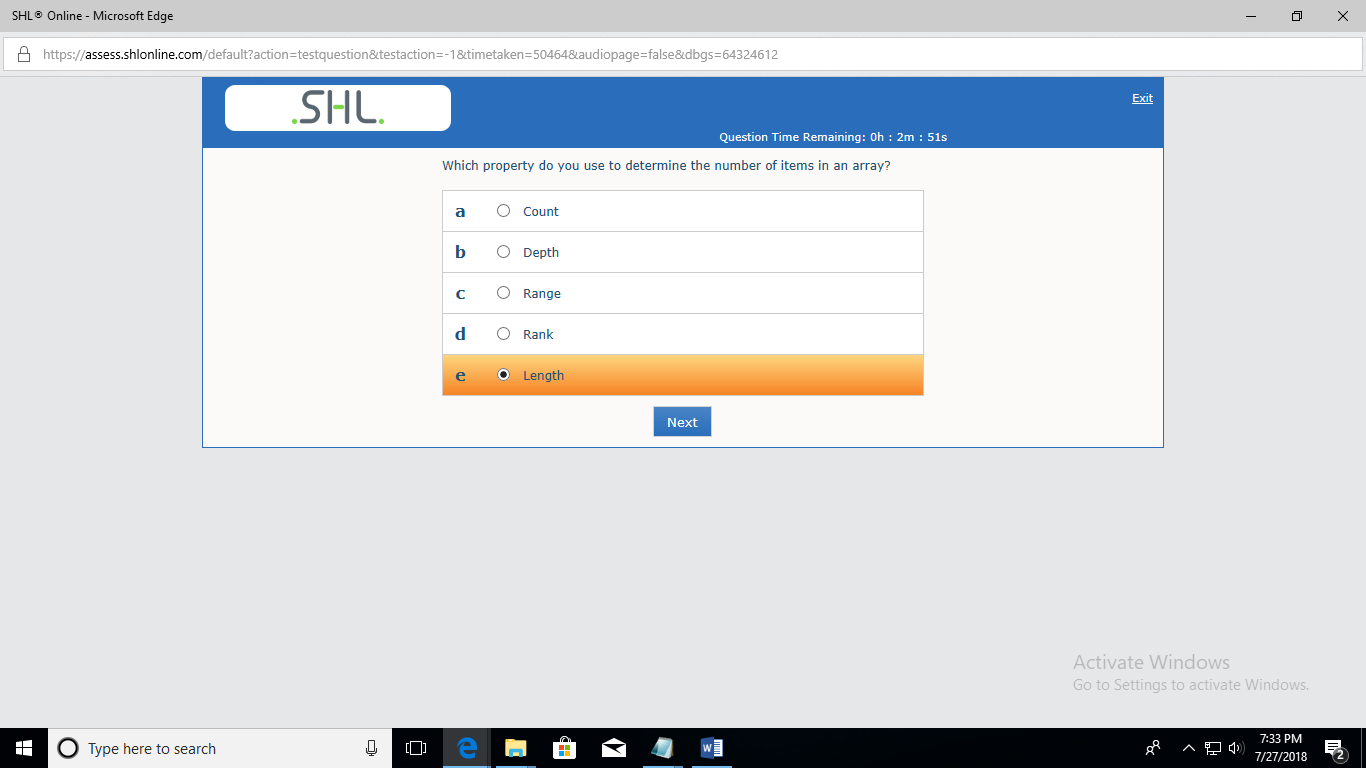 SHL® Online - Microsoft Edge
https://assess.shlonline.com/default?action=testquestion&testaction=-1&timetaken=50464&audiopage=false&dbgs=64324612
.SHL.
Exit
Question Time Remaining: 0h : 2m : 51s
Which property do you use to determine the number of items in an array?
a Count
b Depth
c Range
d Rank
e Length
Next
Activate Windows
Go to Settings to activate Windows.
Type here to search
W
7:33 PM
7/27/2018
2